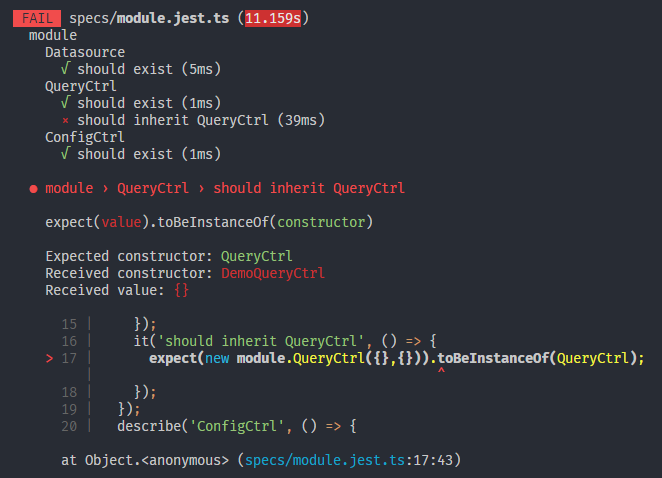 FAIL specs/module.jest.ts (11.159s)
module
Datasource
√ should exist (5ms)
QueryCtrl
√ should exist (1ms)
× should inherit QueryCtrl (39ms)
ConfigCtrl
√ should exist (1ms)
● module › QueryCtrl › should inherit QueryCtrl
expect(value).toBeInstanceOf(constructor)
Expected constructor: QueryCtrl
Received constructor: DemoQueryCtrl
Received value: {}
15 | });
16 | it('should inherit QueryCtrl', () => {
> 17 | expect(new module.QueryCtrl({},{})).toBeInstanceOf(QueryCtrl);
| ^
18 | });
19 | });
20 | describe('ConfigCtrl', () => {
at Object.<anonymous> (specs/module.jest.ts:17:43)